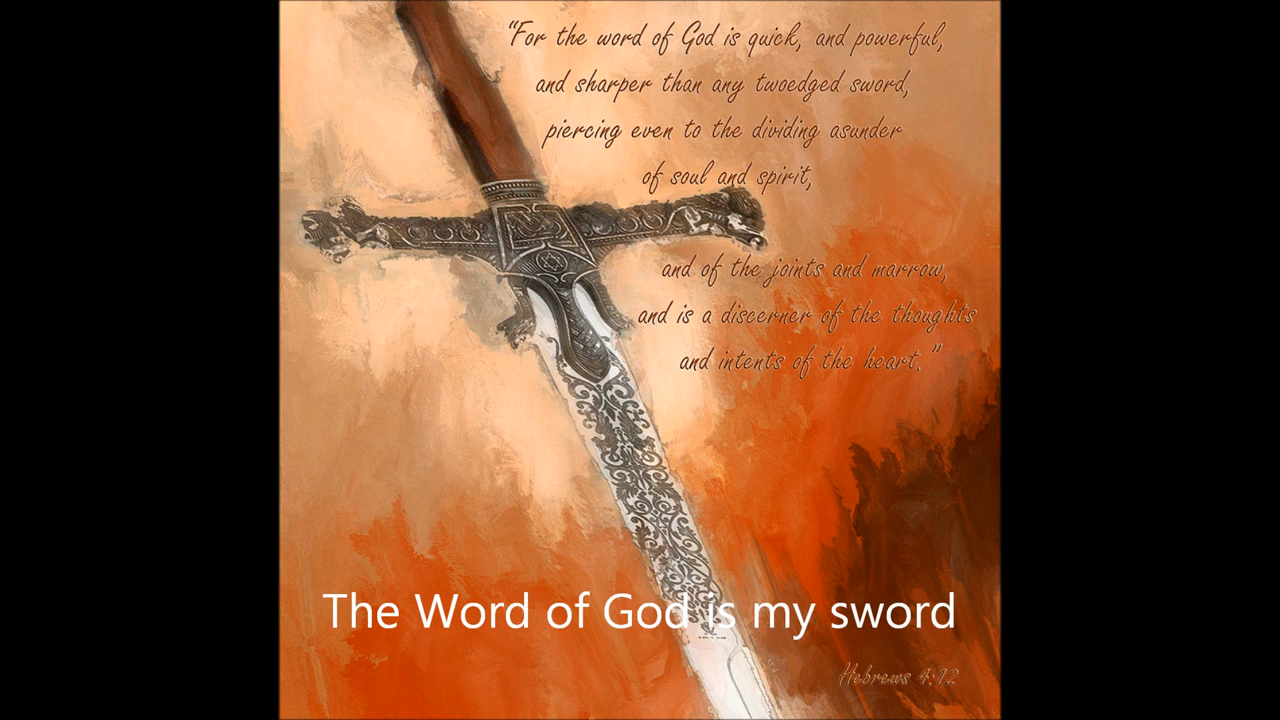 “For the word of God is quick, and powerful,
and sharper than any twoedged sword,
piercing even to the dividing asunder
of soul and spirit,
and of the joints and marrow,
and is a discerner of the thoughts
and intents of the heart.”
The Word of God is my sword
Hebrews 4:12